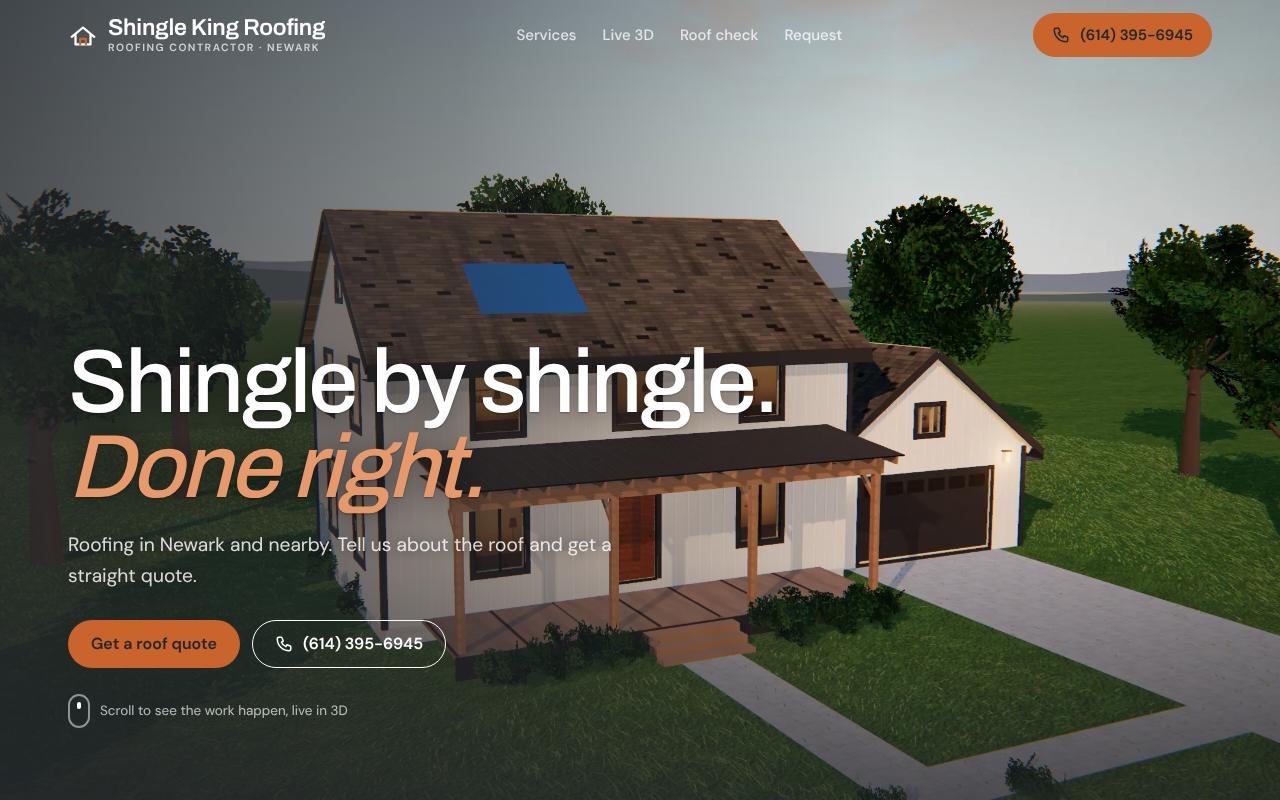 Shingle King Roofing
ROOFING CONTRACTOR · NEWARK
Services
Live 3D
Roof check
Request
(614) 395-6945
Shingle by shingle.
Done right.
Roofing in Newark and nearby. Tell us about the roof and get a
straight quote.
Get a roof quote
(614) 395-6945
Scroll to see the work happen, live in 3D